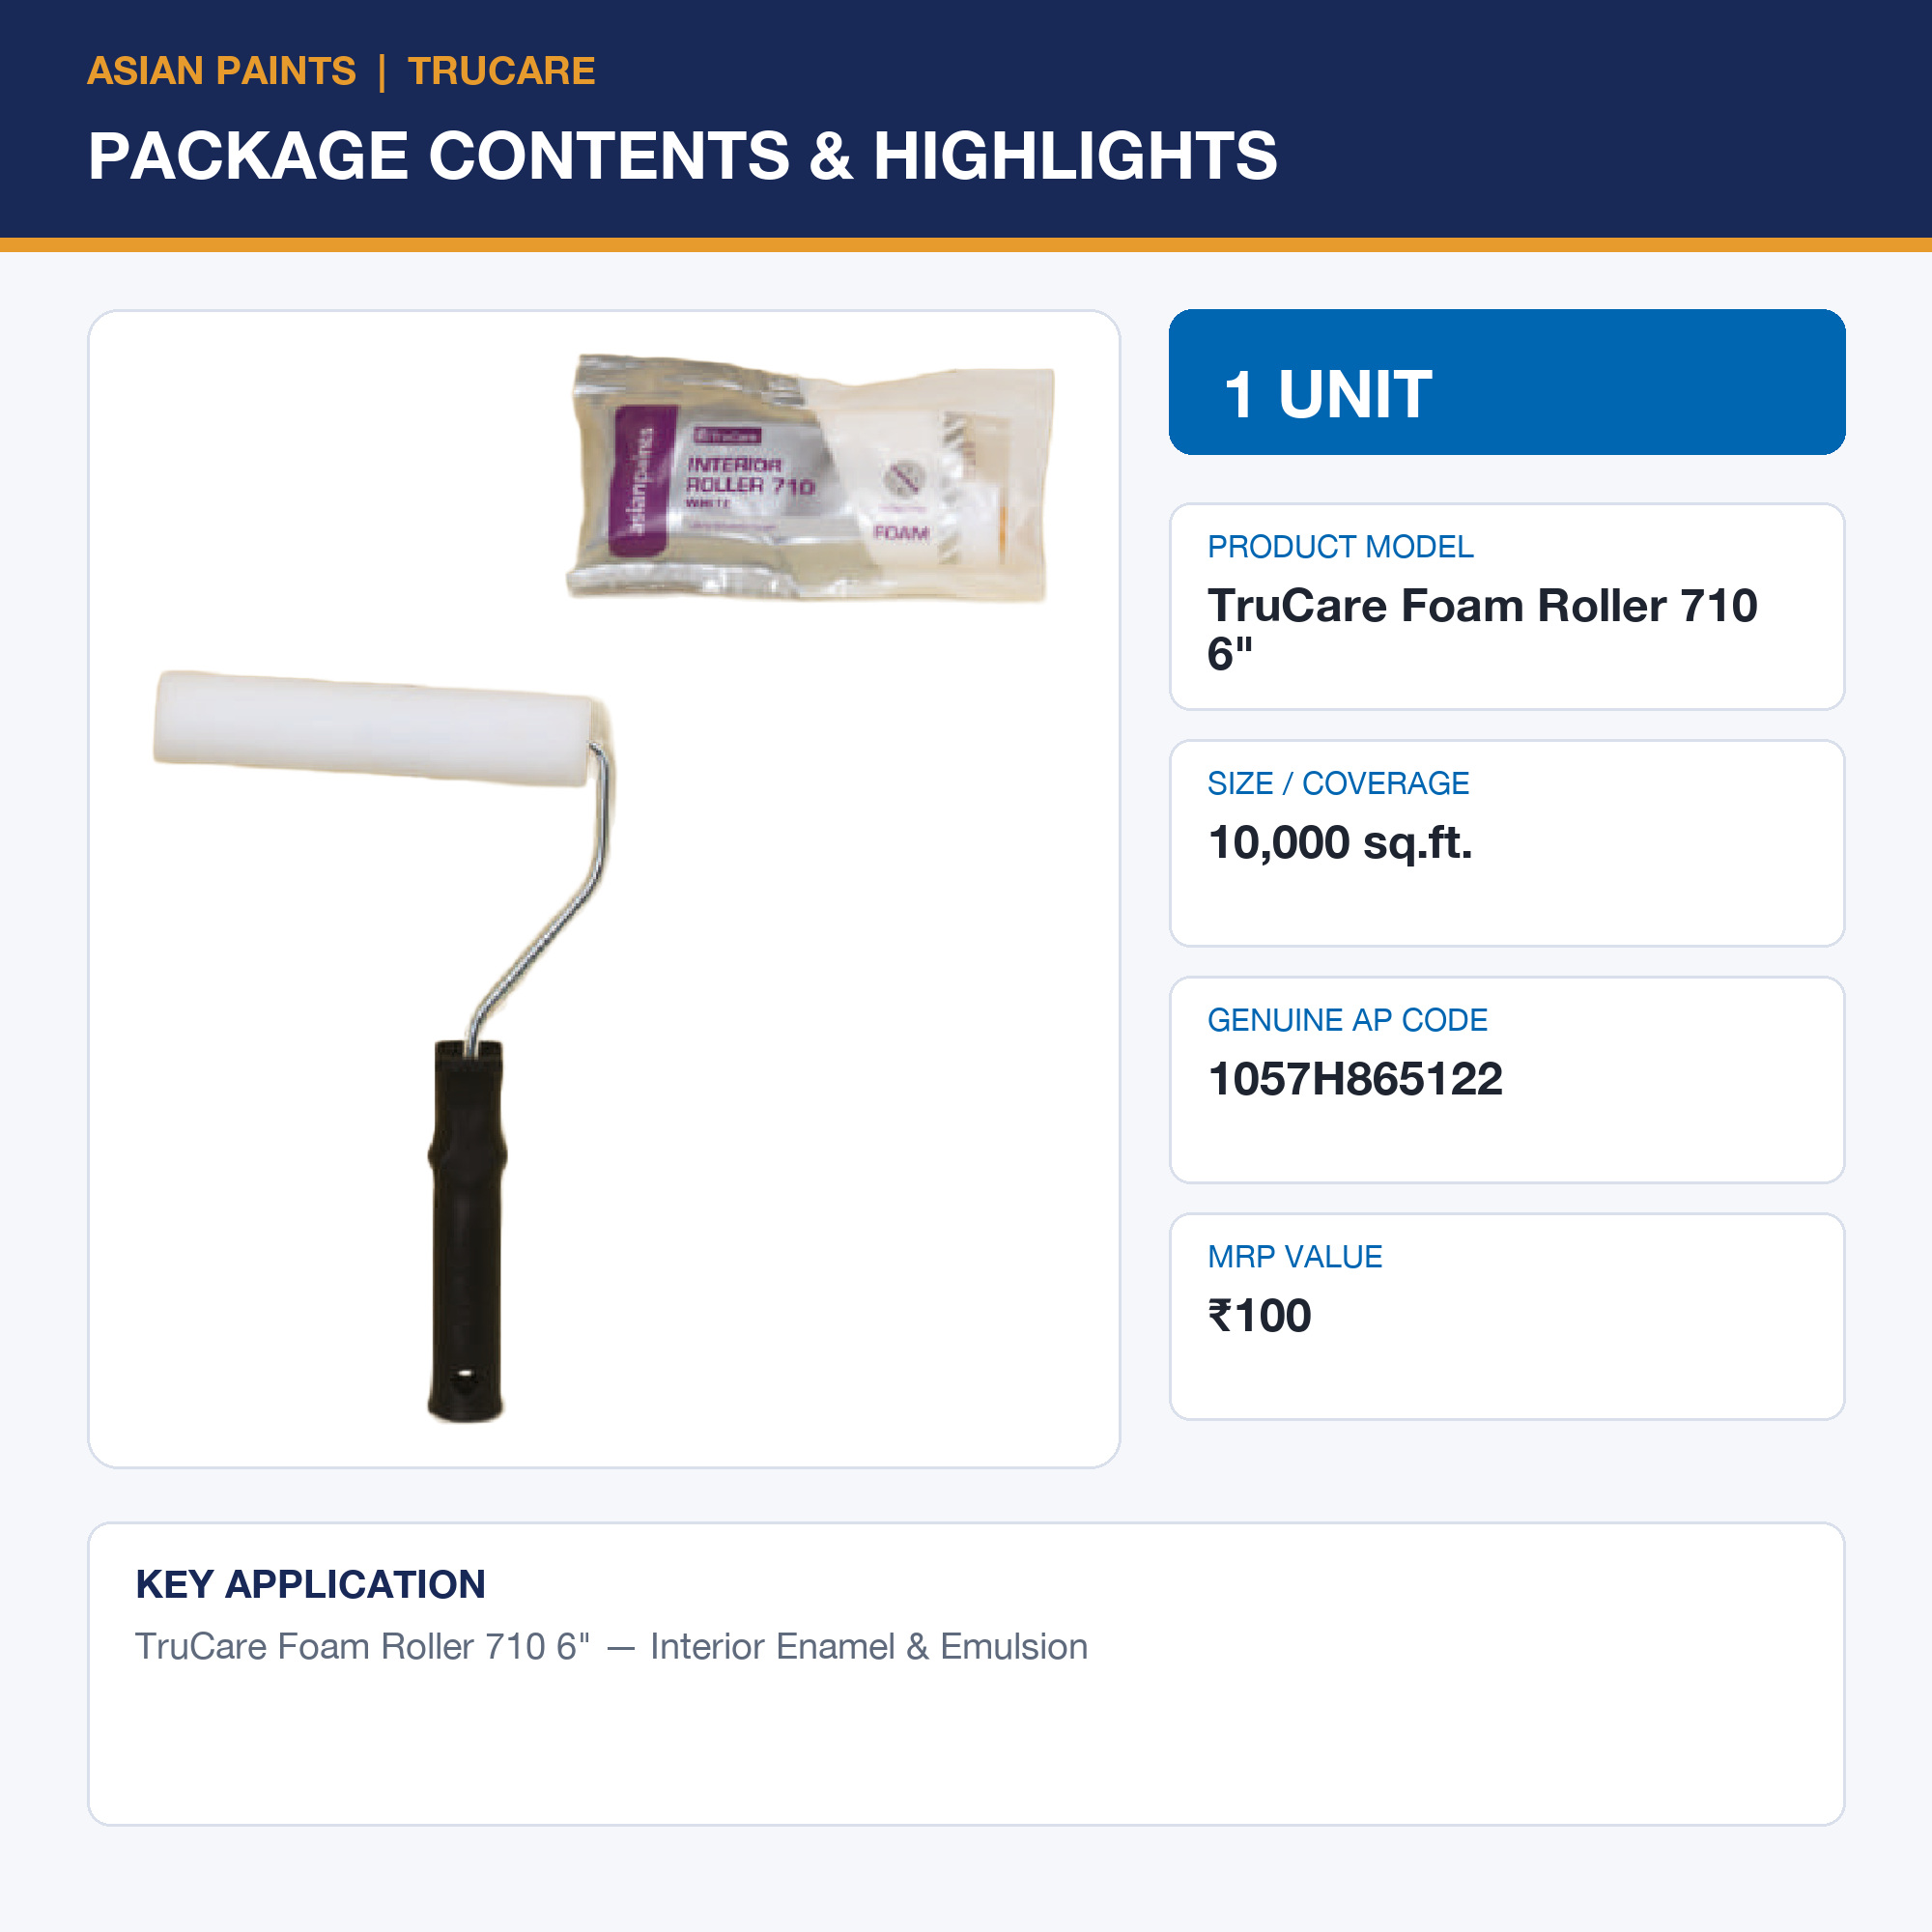 ASIAN PAINTS | TRUCARE
PACKAGE CONTENTS & HIGHLIGHTS
asianpaints
TruCare
INTERIOR
ROLLER 710
WHITE
FOAM
1 UNIT
PRODUCT MODEL
TruCare Foam Roller 710
6"
SIZE / COVERAGE
10,000 sq.ft.
GENUINE AP CODE
1057H865122
MRP VALUE
₹100
KEY APPLICATION
TruCare Foam Roller 710 6" — Interior Enamel & Emulsion